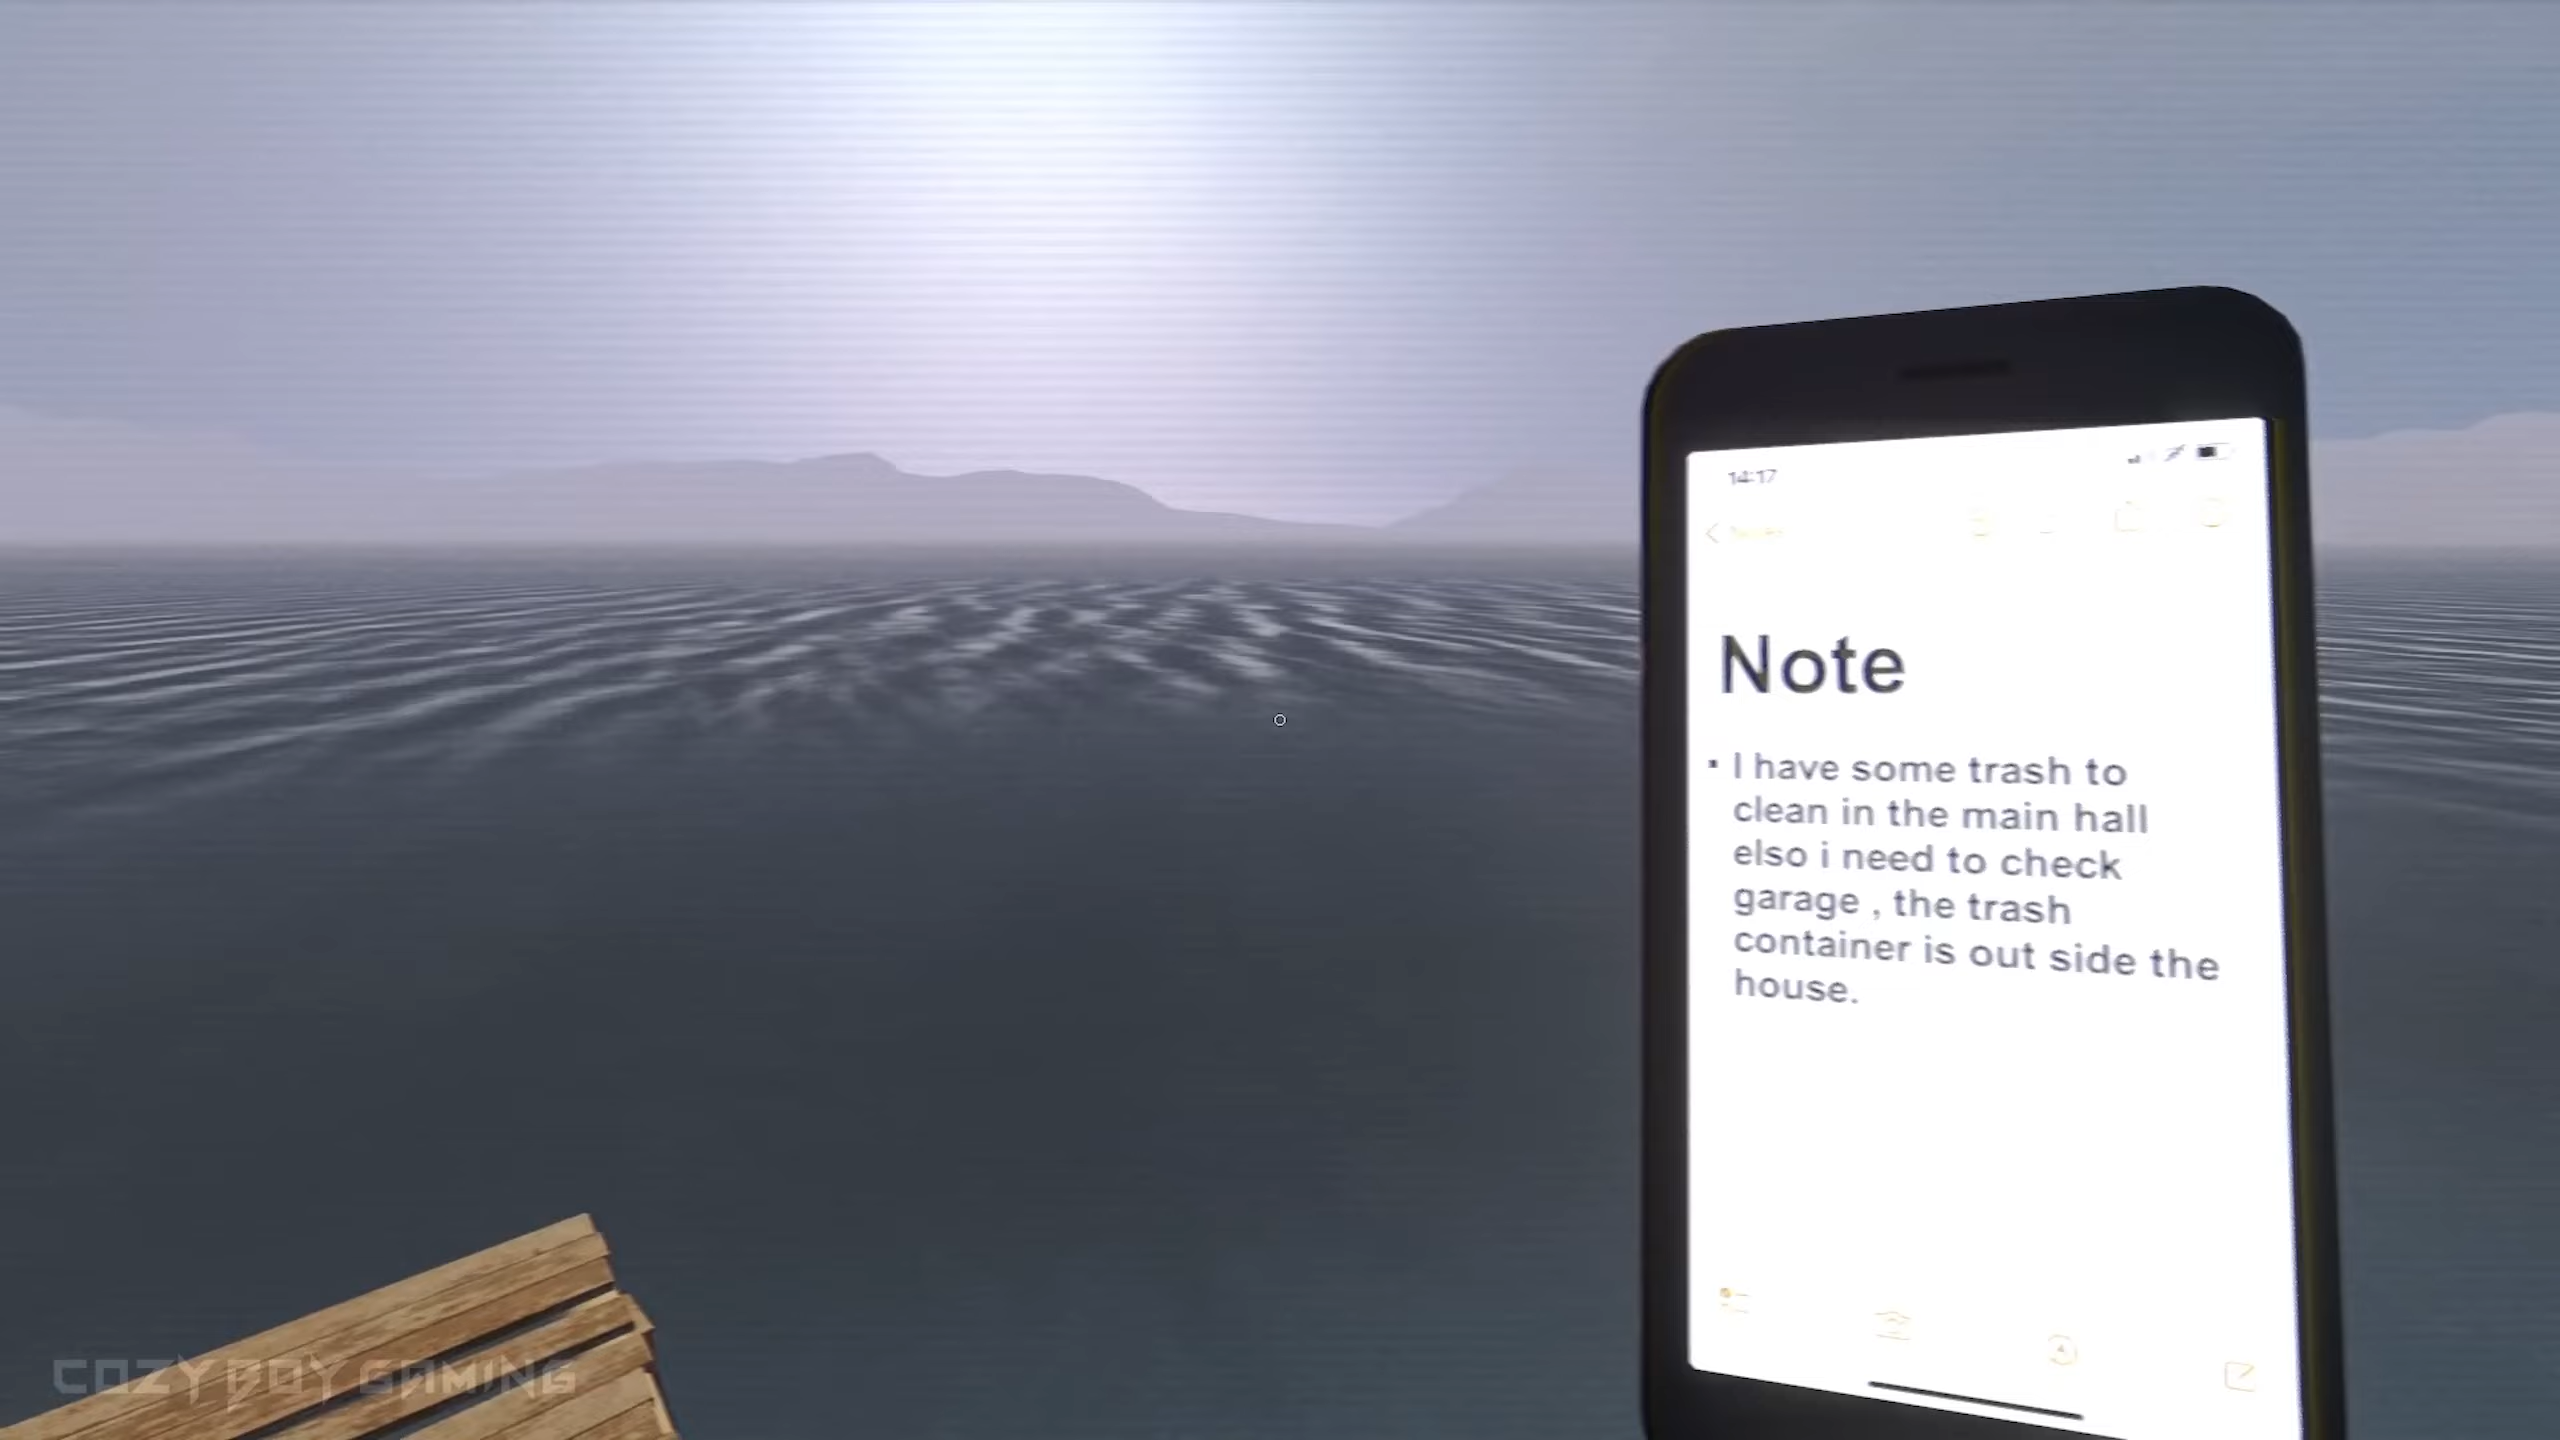 14:17
Note
I have some trash to
clean in the main hall
elso i need to check
garage , the trash
container is out side the
house.
COZY BOY GAMING